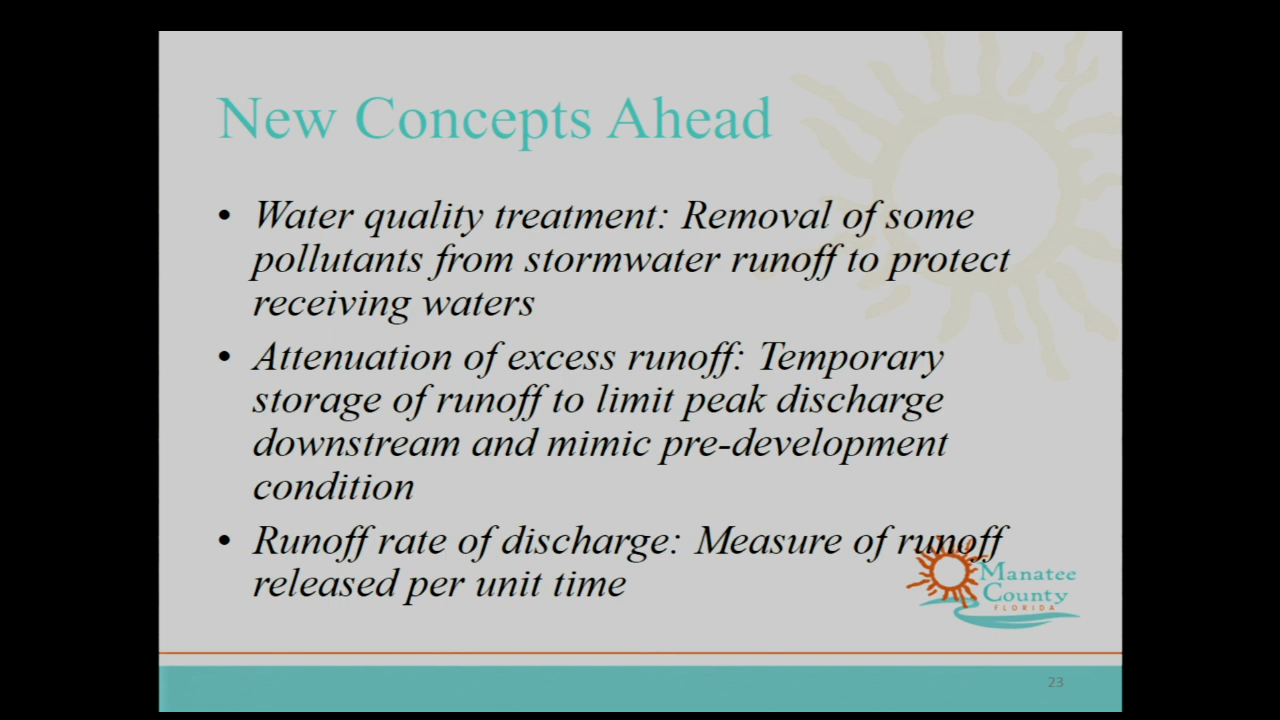 New Concepts Ahead
• Water quality treatment: Removal of some
pollutants from stormwater runoff to protect
receiving waters
• Attenuation of excess runoff: Temporary
storage of runoff to limit peak discharge
downstream and mimic pre-development
condition
• Runoff rate of discharge: Measure of runoff
released per unit time
Manatee
County
FLORIDA
23